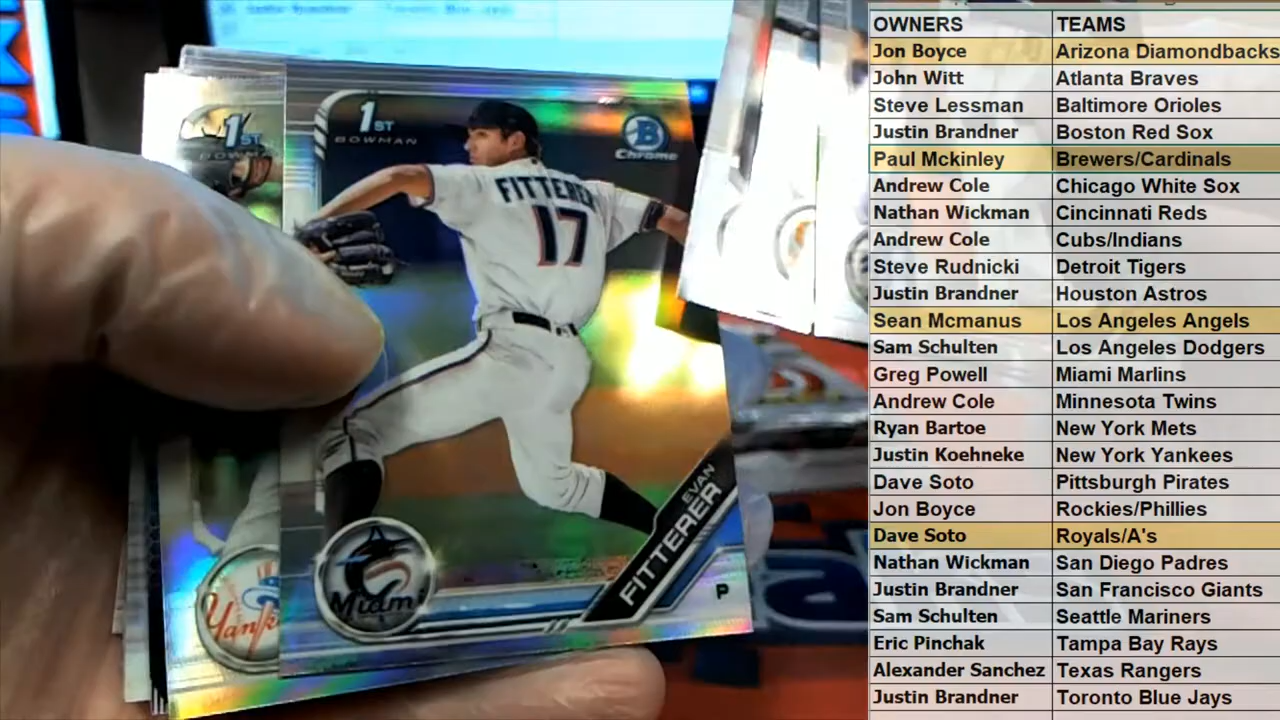 1ST
BOWMAN
1ST
BOWMAN
B
Chrome
FITTERER
17
EVAN
FITTERER
P
Miami
Yank
OWNERS TEAMS
Jon Boyce Arizona Diamondbacks
John Witt Atlanta Braves
Steve Lessman Baltimore Orioles
Justin Brandner Boston Red Sox
Paul Mckinley Brewers/Cardinals
Andrew Cole Chicago White Sox
Nathan Wickman Cincinnati Reds
Andrew Cole Cubs/Indians
Steve Rudnicki Detroit Tigers
Justin Brandner Houston Astros
Sean Mcmanus Los Angeles Angels
Sam Schulten Los Angeles Dodgers
Greg Powell Miami Marlins
Andrew Cole Minnesota Twins
Ryan Bartoe New York Mets
Justin Koehneke New York Yankees
Dave Soto Pittsburgh Pirates
Jon Boyce Rockies/Phillies
Dave Soto Royals/A's
Nathan Wickman San Diego Padres
Justin Brandner San Francisco Giants
Sam Schulten Seattle Mariners
Eric Pinchak Tampa Bay Rays
Alexander Sanchez Texas Rangers
Justin Brandner Toronto Blue Jays